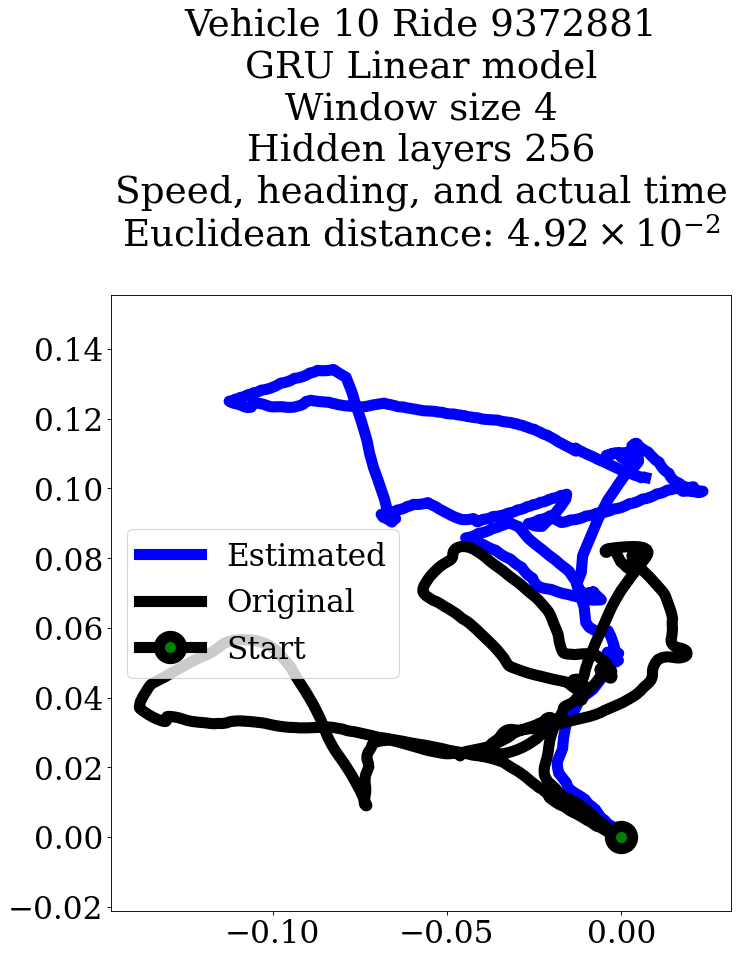 Vehicle 10 Ride 9372881
GRU Linear model
Window size 4
Hidden layers 256
Speed, heading, and actual time
Euclidean distance: 4.92 × 10⁻²
0.14
0.12
0.10
0.08
0.06
0.04
0.02
0.00
−0.02
Estimated
Original
Start
−0.10 −0.05 0.00